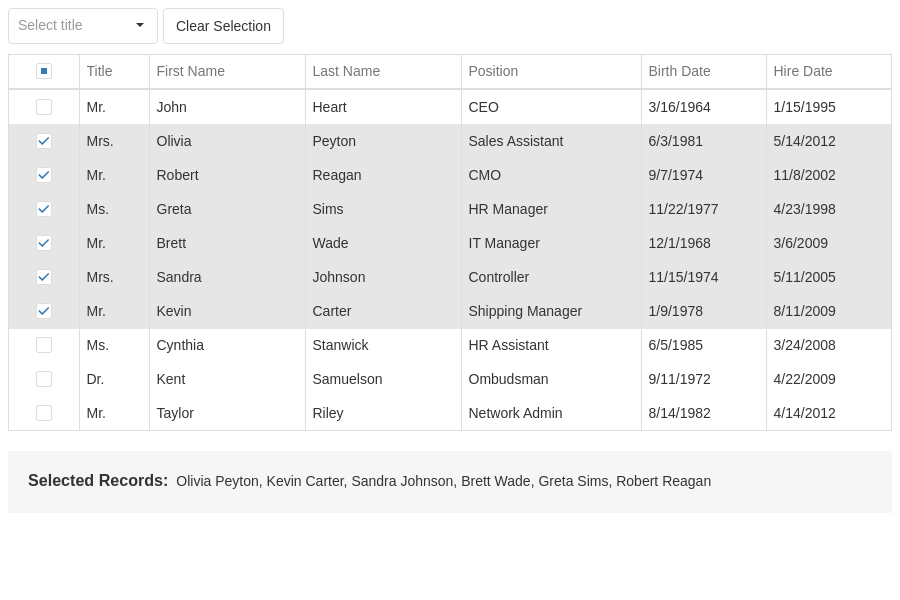 Select title Clear Selection
Title First Name Last Name Position Birth Date Hire Date
Mr. John Heart CEO 3/16/1964 1/15/1995
Mrs. Olivia Peyton Sales Assistant 6/3/1981 5/14/2012
Mr. Robert Reagan CMO 9/7/1974 11/8/2002
Ms. Greta Sims HR Manager 11/22/1977 4/23/1998
Mr. Brett Wade IT Manager 12/1/1968 3/6/2009
Mrs. Sandra Johnson Controller 11/15/1974 5/11/2005
Mr. Kevin Carter Shipping Manager 1/9/1978 8/11/2009
Ms. Cynthia Stanwick HR Assistant 6/5/1985 3/24/2008
Dr. Kent Samuelson Ombudsman 9/11/1972 4/22/2009
Mr. Taylor Riley Network Admin 8/14/1982 4/14/2012
Selected Records: Olivia Peyton, Kevin Carter, Sandra Johnson, Brett Wade, Greta Sims, Robert Reagan